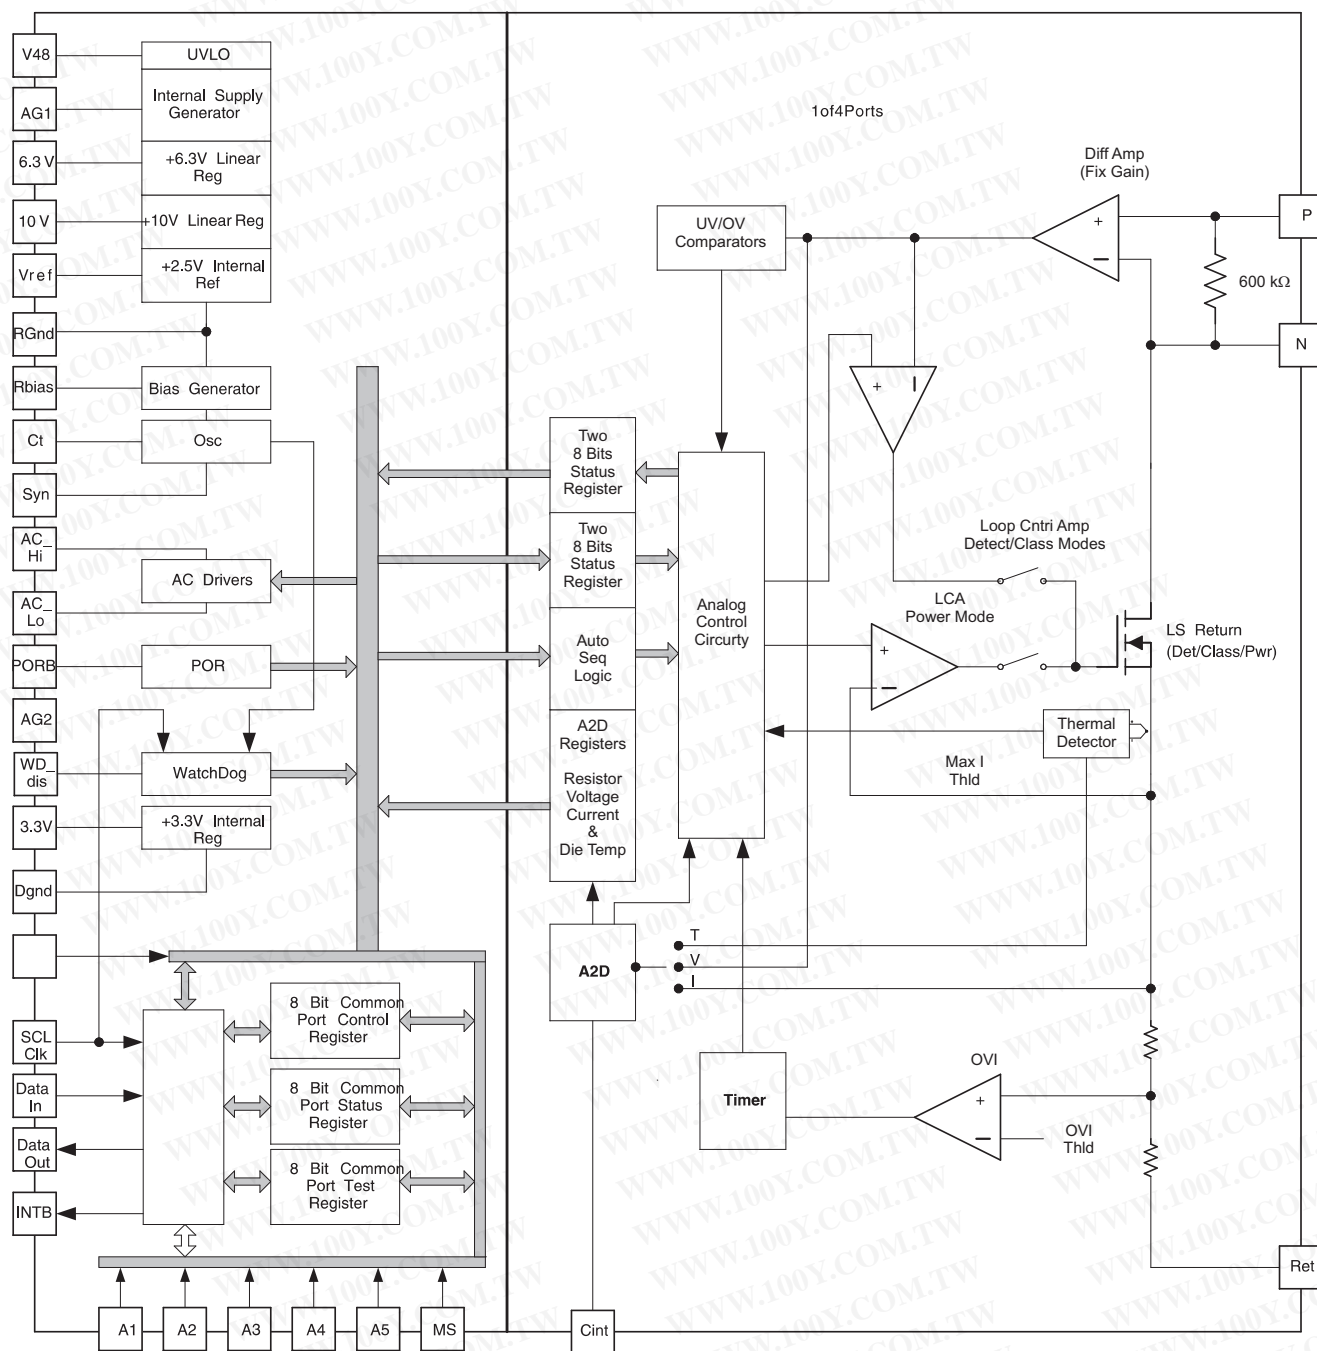 1of4Ports
V48
UVLO
AG1
Internal Supply
Generator
6.3 V
+6.3V Linear
Reg
10 V
+10V Linear Reg
Vref
+2.5V Internal
Ref
RGnd
Rbias
Bias Generator
Ct
Osc
Syn
AC_
Hi
AC Drivers
AC_
Lo
PORB
POR
AG2
WD_
dis
WatchDog
3.3V
+3.3V Internal
Reg
Dgnd
SCL
Clk
Data
In
Data
Out
INTB
8 Bit Common
Port Control
Register
8 Bit Common
Port Status
Register
8 Bit Common
Port Test
Register
A1
A2
A3
A4
A5
MS
Cint
Two
8 Bits
Status
Register
Two
8 Bits
Status
Register
Auto
Seq
Logic
A2D
Registers
Resistor
Voltage
Current
&
Die Temp
A2D
T
V
I
UV/OV
Comparators
Analog
Control
Circurty
Timer
Diff Amp
(Fix Gain)
+
−
P
600 kΩ
N
+
−
Loop Cntri Amp
Detect/Class Modes
LCA
Power Mode
+
−
LS Return
(Det/Class/Pwr)
Thermal
Detector
Max I
Thld
OVI
+
−
OVI
Thld
Ret
WWW.100Y.COM.TW